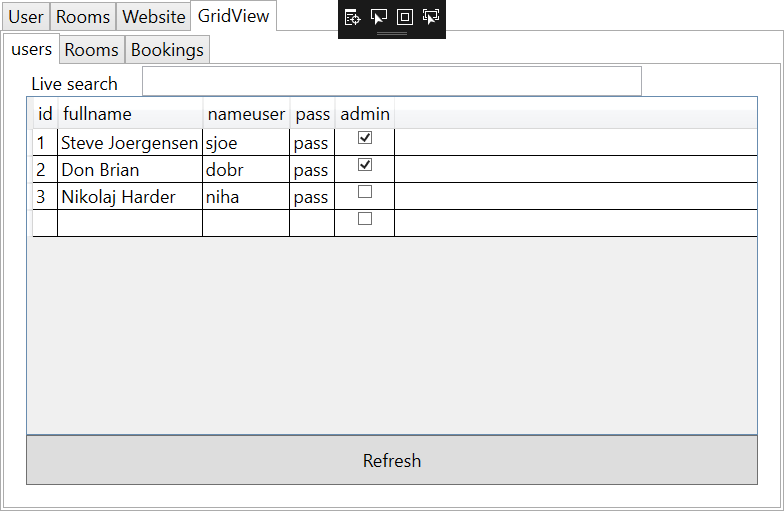 User Rooms Website GridView
users Rooms Bookings
Live search
id fullname nameuser pass admin
1 Steve Joergensen sjoe pass
2 Don Brian dobr pass
3 Nikolaj Harder niha pass
Refresh